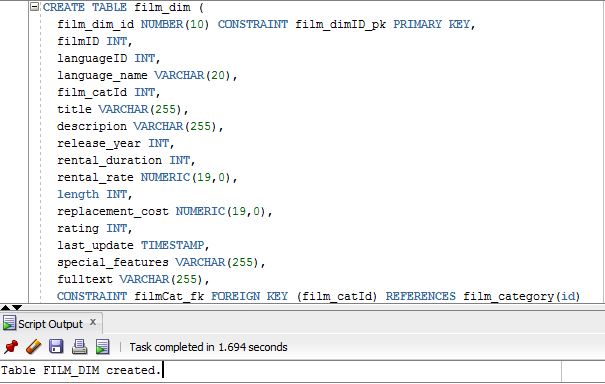 CREATE TABLE film_dim (
film_dim_id NUMBER(10) CONSTRAINT film_dimID_pk PRIMARY KEY,
filmID INT,
languageID INT,
language_name VARCHAR(20),
film_catId INT,
title VARCHAR(255),
descripion VARCHAR(255),
release_year INT,
rental_duration INT,
rental_rate NUMERIC(19,0),
length INT,
replacement_cost NUMERIC(19,0),
rating INT,
last_update TIMESTAMP,
special_features VARCHAR(255),
fulltext VARCHAR(255),
CONSTRAINT filmCat_fk FOREIGN KEY (film_catId) REFERENCES film_category(id)
Script Output x
Task completed in 1.694 seconds
Table FILM_DIM created.